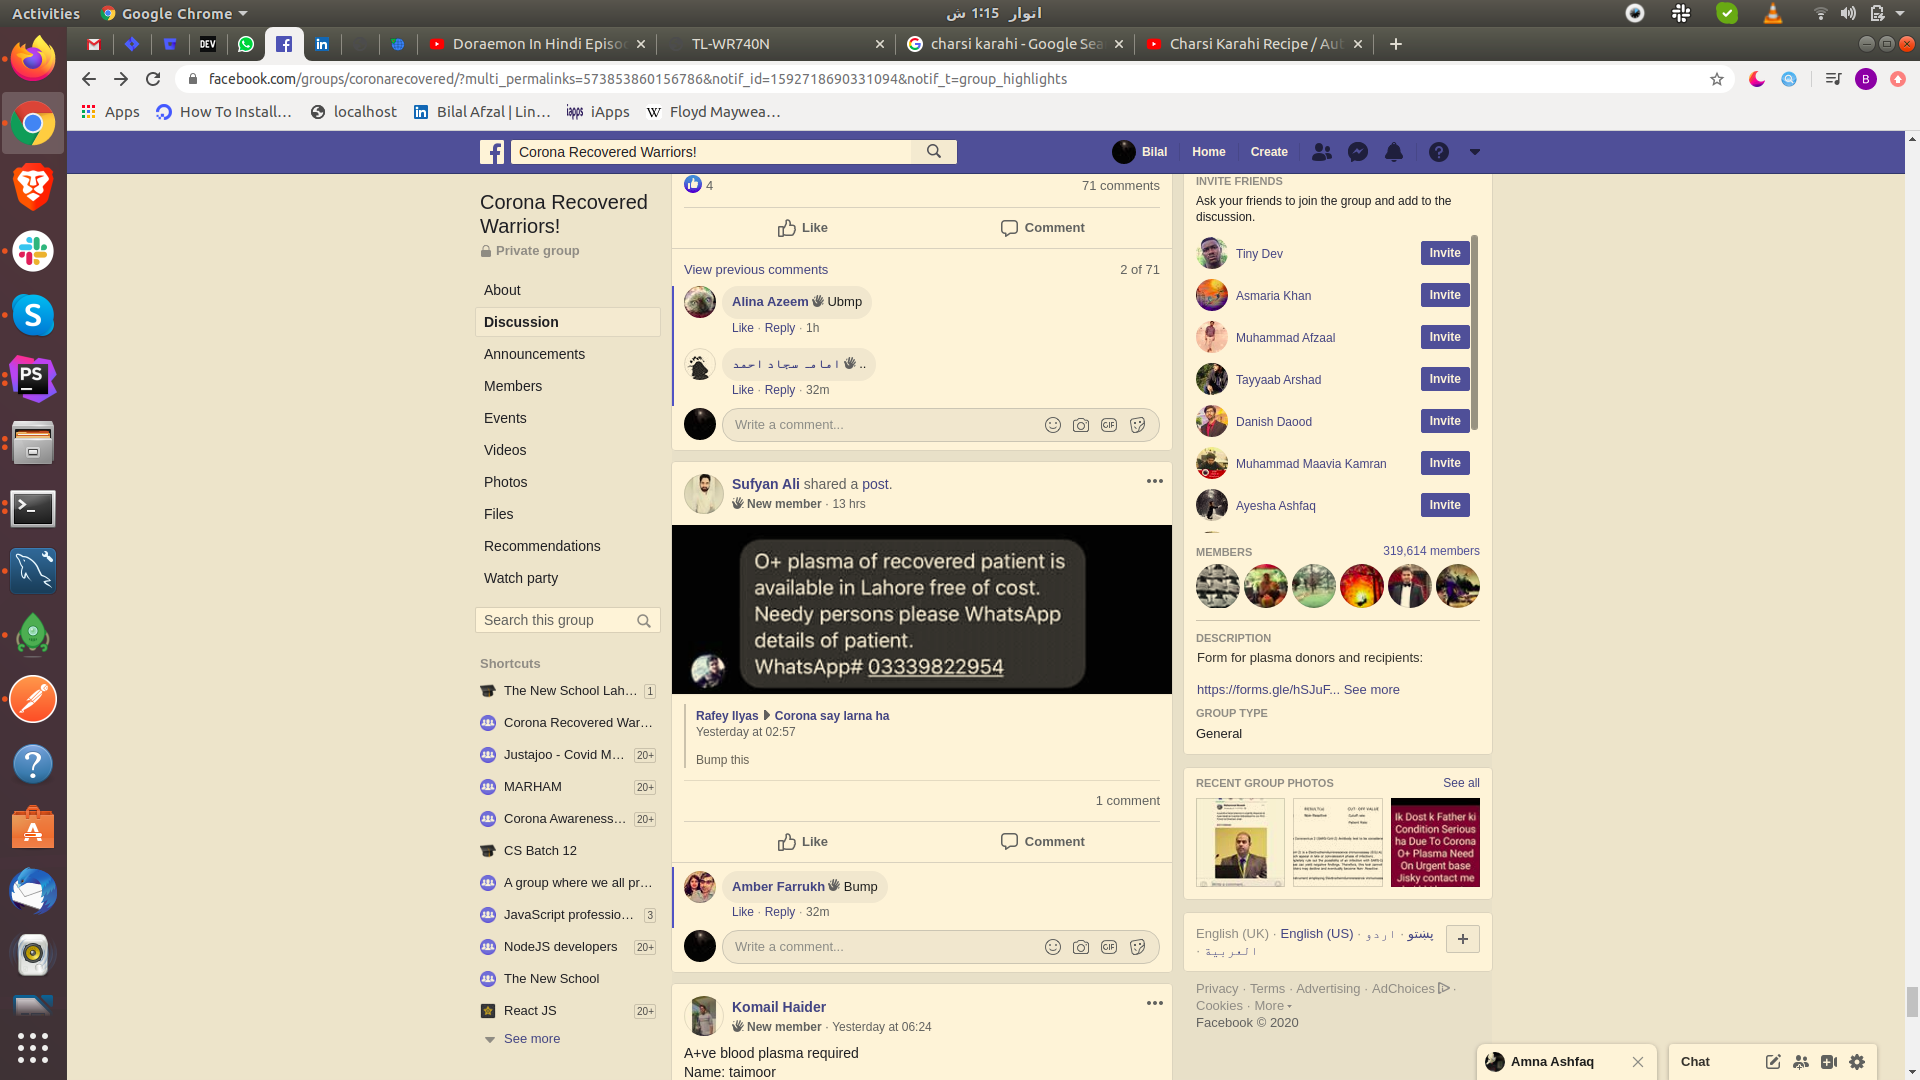 Activities
Google Chrome
اتوار  1:15 ش
Doraemon In Hindi Episo
TL-WR740N
charsi karahi - Google Sea
Charsi Karahi Recipe / Aut
facebook.com/groups/coronarecovered/?multi_permalinks=573853860156786&notif_id=1592718690331094&notif_t=group_highlights
B
Apps
How To Install…
localhost
Bilal Afzal | Lin…
iApps
Floyd Maywea…
Corona Recovered Warriors!
Bilal
Home
Create
Corona Recovered
Warriors!
Private group
About
Discussion
Announcements
Members
Events
Videos
Photos
Files
Recommendations
Watch party
Search this group
Shortcuts
The New School Lah… 1
Corona Recovered War…
Justajoo - Covid M… 20+
MARHAM 20+
Corona Awareness… 20+
CS Batch 12
A group where we all pr…
JavaScript professio… 3
NodeJS developers 20+
The New School
React JS 20+
See more
4
71 comments
Like
Comment
View previous comments
2 of 71
Alina Azeem Ubmp
Like · Reply · 1h
امامہ سجاد احمد ..
Like · Reply · 32m
Write a comment...
Sufyan Ali shared a post.
New member · 13 hrs
O+ plasma of recovered patient is
available in Lahore free of cost.
Needy persons please WhatsApp
details of patient.
WhatsApp# 03339822954
Rafey Ilyas Corona say larna ha
Yesterday at 02:57
Bump this
1 comment
Like
Comment
Amber Farrukh Bump
Like · Reply · 32m
Write a comment...
Komail Haider
New member · Yesterday at 06:24
A+ve blood plasma required
Name: taimoor
INVITE FRIENDS
Ask your friends to join the group and add to the
discussion.
Tiny Dev Invite
Asmaria Khan Invite
Muhammad Afzaal Invite
Tayyaab Arshad Invite
Danish Daood Invite
Muhammad Maavia Kamran Invite
Ayesha Ashfaq Invite
MEMBERS
319,614 members
DESCRIPTION
Form for plasma donors and recipients:
https://forms.gle/hSJuF... See more
GROUP TYPE
General
RECENT GROUP PHOTOS
See all
Ik Dost k Father ki
Condition Serious
ha Due To Corona
O+ Plasma Need
On Urgent base
Jisky contact me
English (UK) · English (US) · اردو · پښتو ·
العربية
Privacy · Terms · Advertising · AdChoices ·
Cookies · More
Facebook © 2020
Amna Ashfaq
Chat